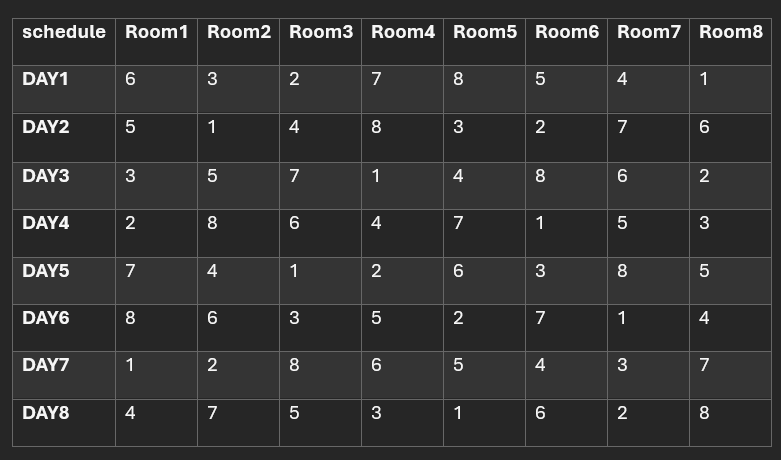 schedule Room1 Room2 Room3 Room4 Room5 Room6 Room7 Room8
DAY1 6 3 2 7 8 5 4 1
DAY2 5 1 4 8 3 2 7 6
DAY3 3 5 7 1 4 8 6 2
DAY4 2 8 6 4 7 1 5 3
DAY5 7 4 1 2 6 3 8 5
DAY6 8 6 3 5 2 7 1 4
DAY7 1 2 8 6 5 4 3 7
DAY8 4 7 5 3 1 6 2 8